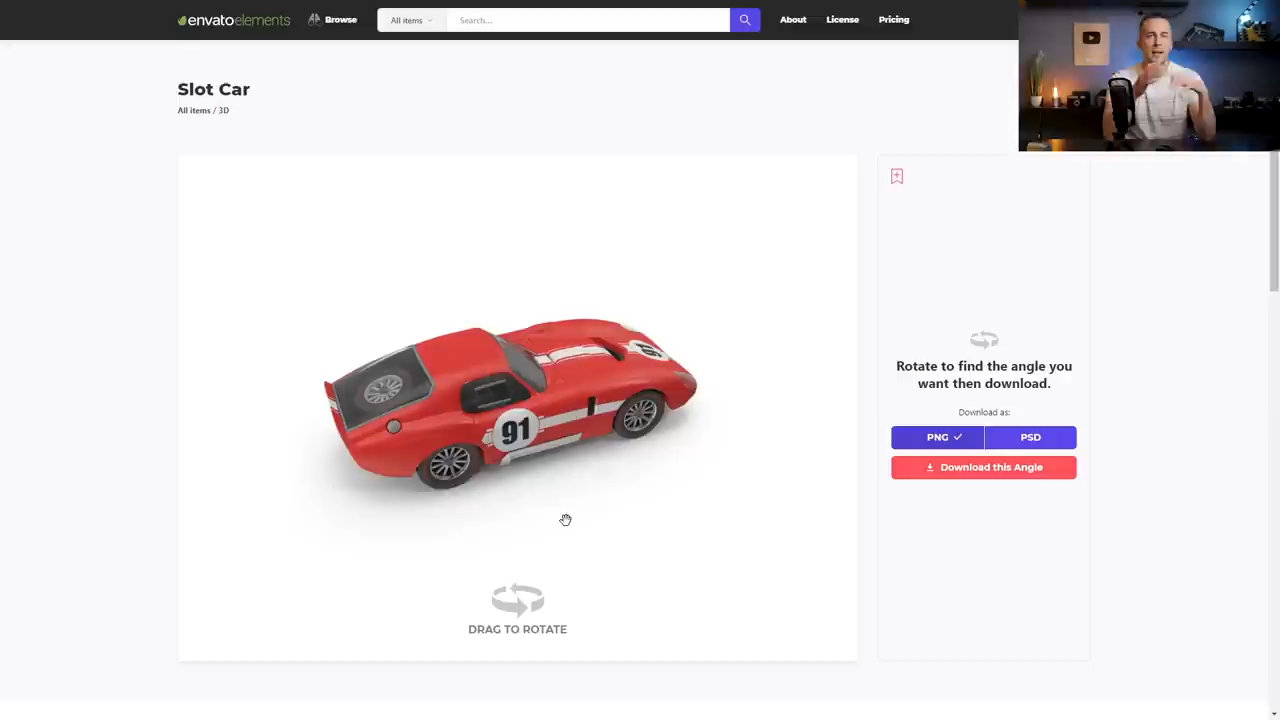 envatoelements Browse All items Search... About License Pricing
Slot Car
All items / 3D
91
91
DRAG TO ROTATE
Rotate to find the angle you
want then download.
Download as:
PNG PSD
Download this Angle